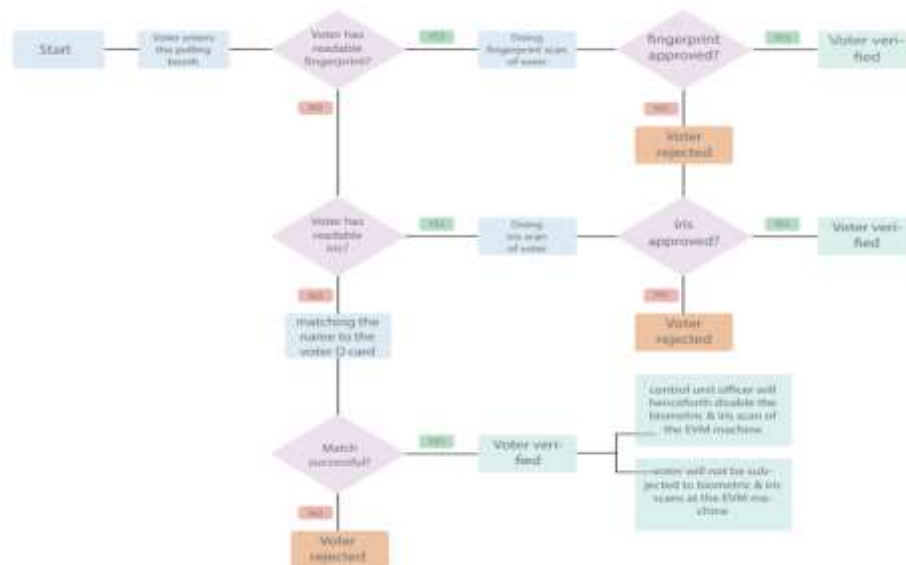 Start
Voter enters
the polling
booth
Voter has
readable
fingerprint?
YES
Doing
fingerprint scan
of voter
fingerprint
approved?
YES
Voter veri-
fied
NO
NO
Voter
rejected
Voter has
readable
iris?
YES
Doing
iris scan
of voter
iris
approved?
YES
Voter veri-
fied
NO
NO
matching the
name to the
voter D card
Voter
rejected
control unit officer will
henceforth disable the
biometric & iris scan of
the EVM machine
Match
successful?
YES
Voter veri-
fied
voter will not be sub-
jected to biometric & iris
scans at the EVM ma-
chine
NO
Voter
rejected